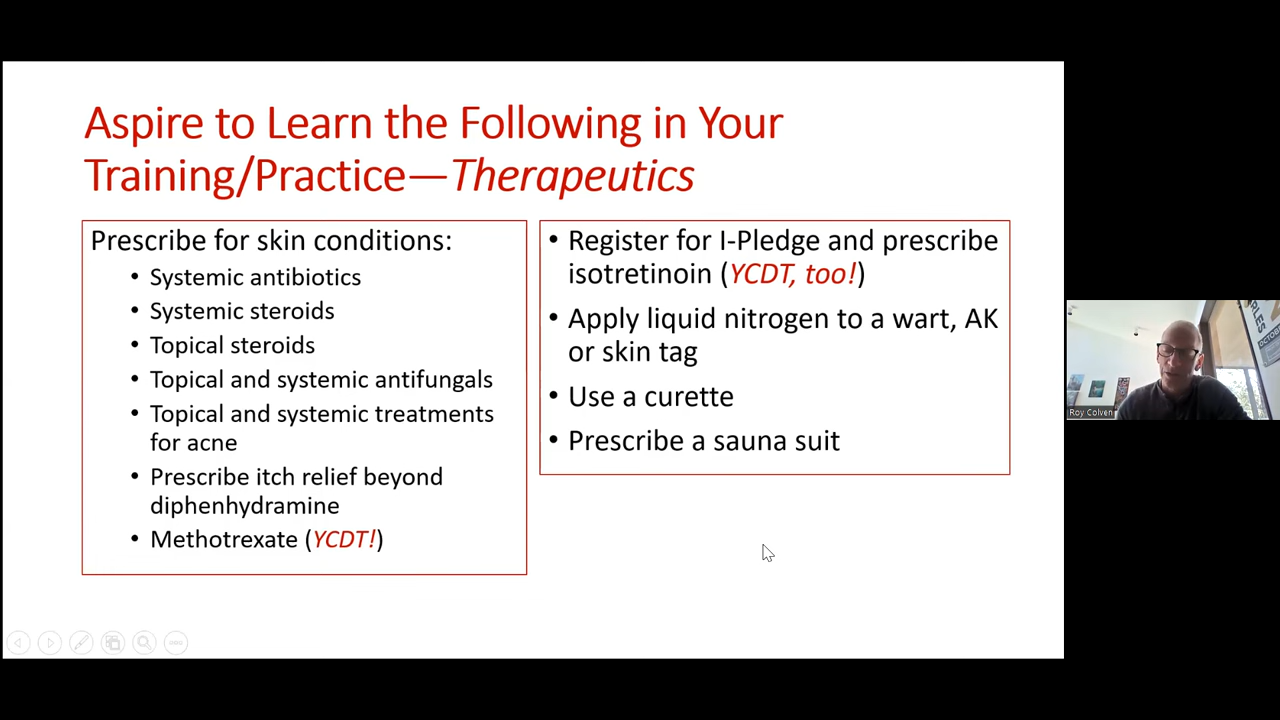 Aspire to Learn the Following in Your
Training/Practice—Therapeutics
Prescribe for skin conditions:
• Systemic antibiotics
• Systemic steroids
• Topical steroids
• Topical and systemic antifungals
• Topical and systemic treatments
for acne
• Prescribe itch relief beyond
diphenhydramine
• Methotrexate (YCDT!)
• Register for I-Pledge and prescribe
isotretinoin (YCDT, too!)
• Apply liquid nitrogen to a wart, AK
or skin tag
• Use a curette
• Prescribe a sauna suit
Roy Colven